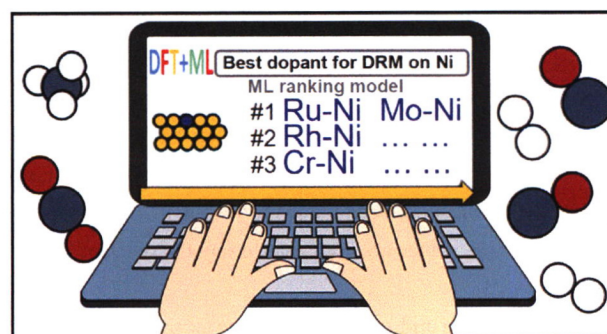 DFT+ML Best dopant for DRM on Ni
ML ranking model
#1 Ru-Ni Mo-Ni
#2 Rh-Ni ... ...
#3 Cr-Ni ... ...